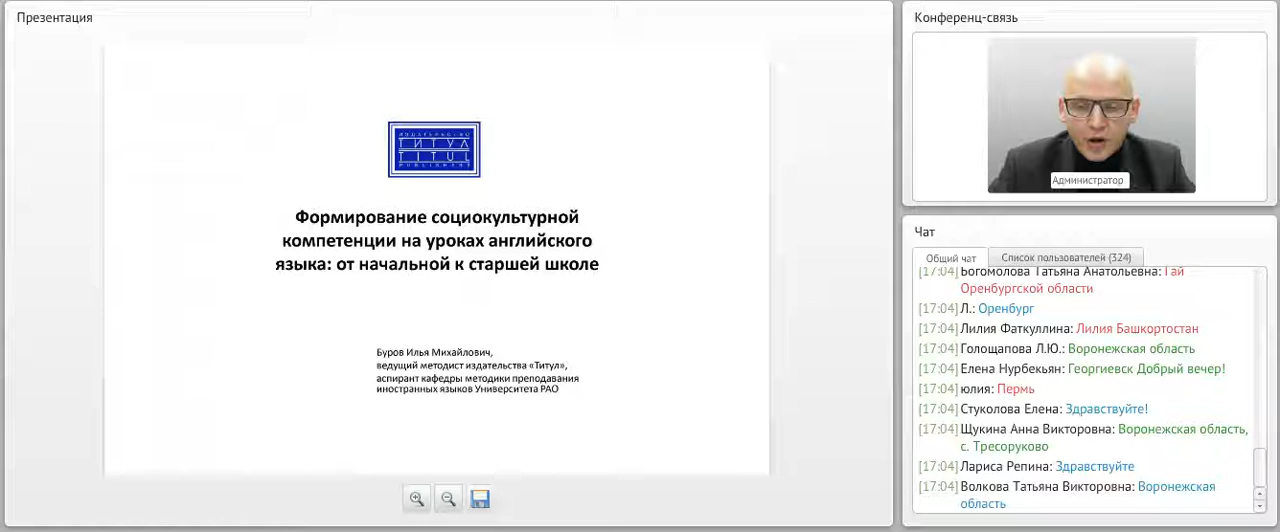 Презентация
ИЗДАТЕЛЬСТВО
ТИТУЛ
TITUL
PUBLISHERS
Формирование социокультурной
компетенции на уроках английского
языка: от начальной к старшей школе
Буров Илья Михайлович,
ведущий методист издательства «Титул»,
аспирант кафедры методики преподавания
иностранных языков Университета РАО
Конференц-связь
Администратор
Чат
Общий чат
Список пользователей (324)
[17:04] Богомолова Татьяна Анатольевна: Гай
Оренбургской области
[17:04] Л.: Оренбург
[17:04] Лилия Фаткуллина: Лилия Башкортостан
[17:04] Голощапова Л.Ю.: Воронежская область
[17:04] Елена Нурбекьян: Георгиевск Добрый вечер!
[17:04] юлия: Пермь
[17:04] Стуколова Елена: Здравствуйте!
[17:04] Щукина Анна Викторовна: Воронежская область,
с. Тресоруково
[17:04] Лариса Репина: Здравствуйте
[17:04] Волкова Татьяна Викторовна: Воронежская
область